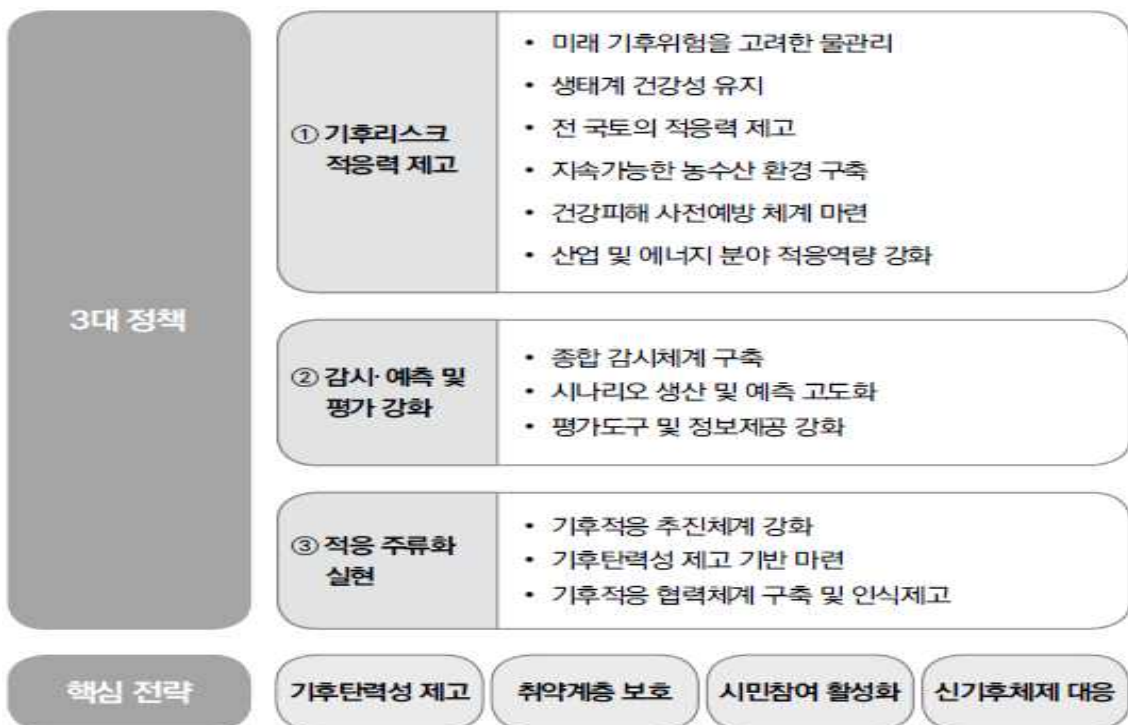 3대 정책
① 기후리스크
적응력 제고
• 미래 기후위험을 고려한 물관리
• 생태계 건강성 유지
• 전 국토의 적응력 제고
• 지속가능한 농수산 환경 구축
• 건강피해 사전예방 체계 마련
• 산업 및 에너지 분야 적응역량 강화
② 감시·예측 및
평가 강화
• 종합 감시체계 구축
• 시나리오 생산 및 예측 고도화
• 평가도구 및 정보제공 강화
③ 적응 주류화
실현
• 기후적응 추진체계 강화
• 기후탄력성 제고 기반 마련
• 기후적응 협력체계 구축 및 인식제고
핵심 전략
기후탄력성 제고
취약계층 보호
시민참여 활성화
신기후체제 대응